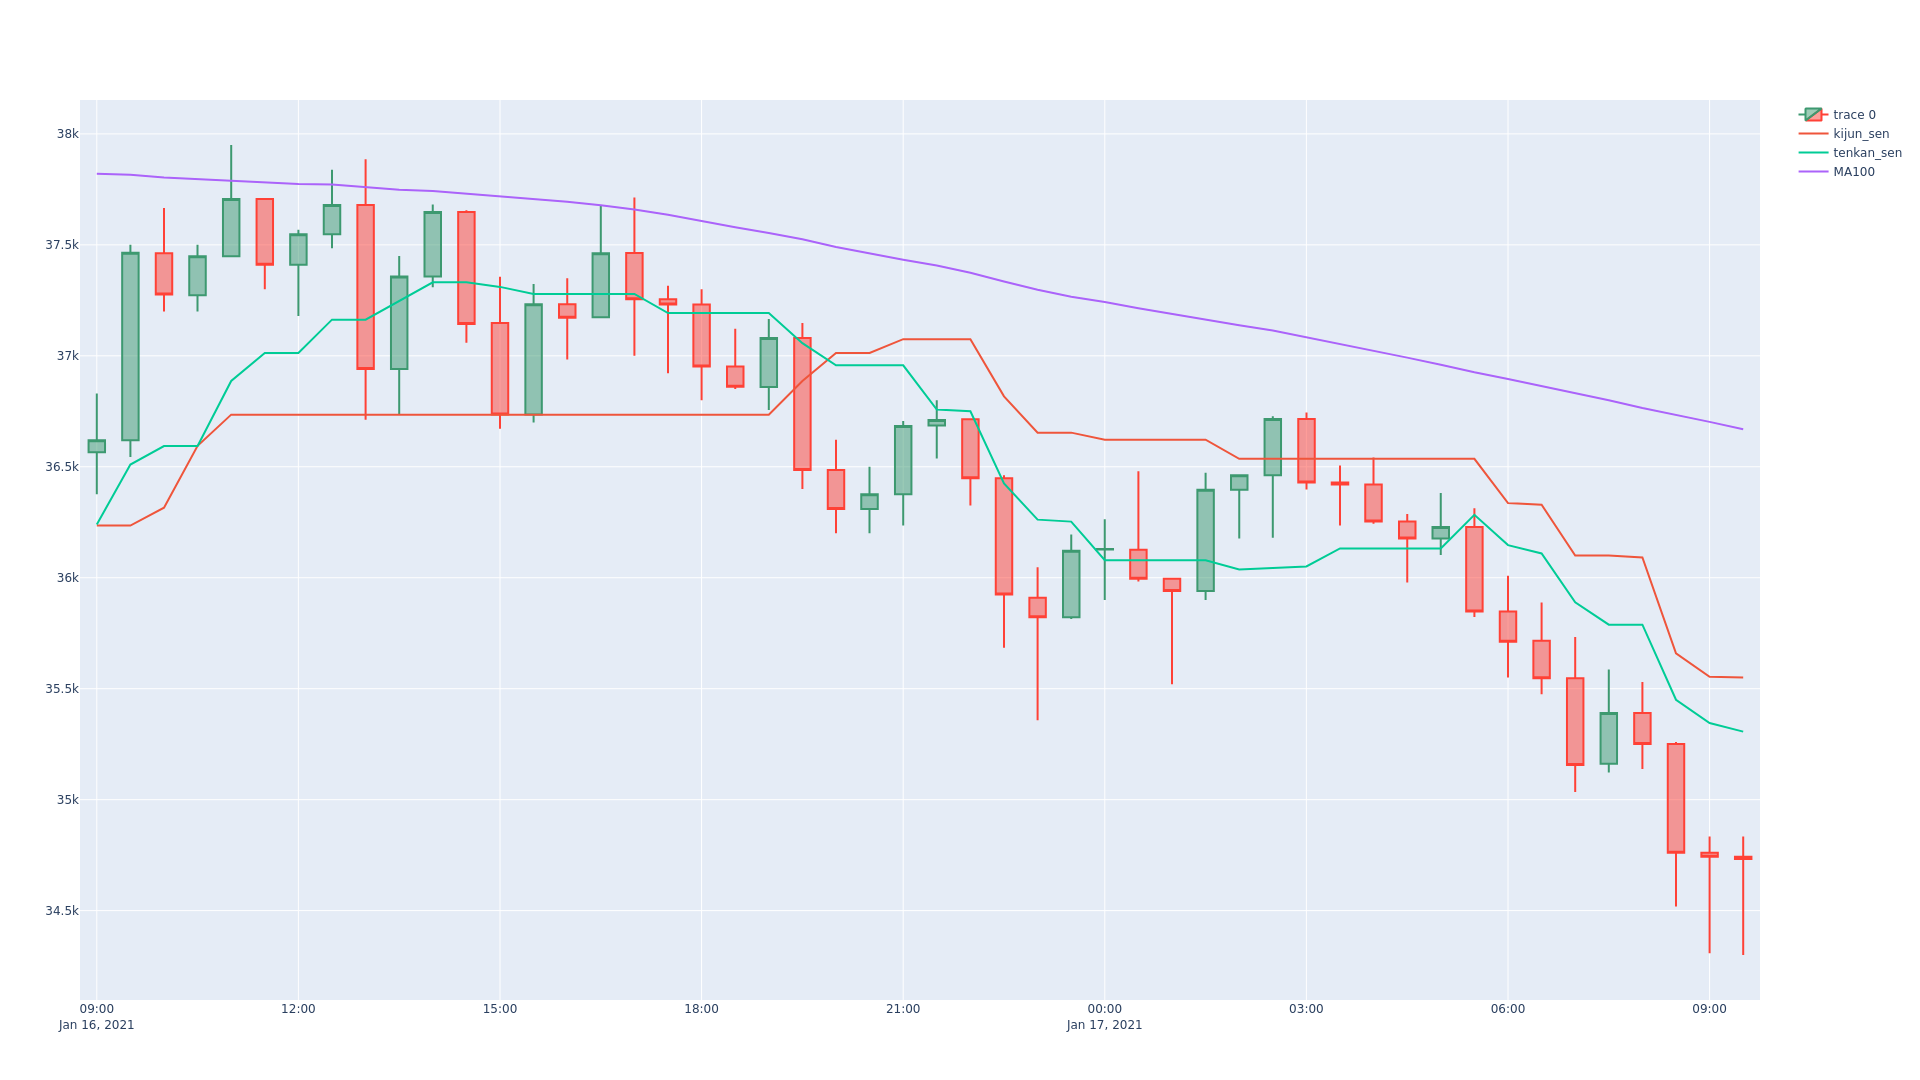 38k
37.5k
37k
36.5k
36k
35.5k
35k
34.5k
09:00 12:00 15:00 18:00 21:00 00:00 03:00 06:00 09:00
Jan 16, 2021 Jan 17, 2021
trace 0
kijun_sen
tenkan_sen
MA100